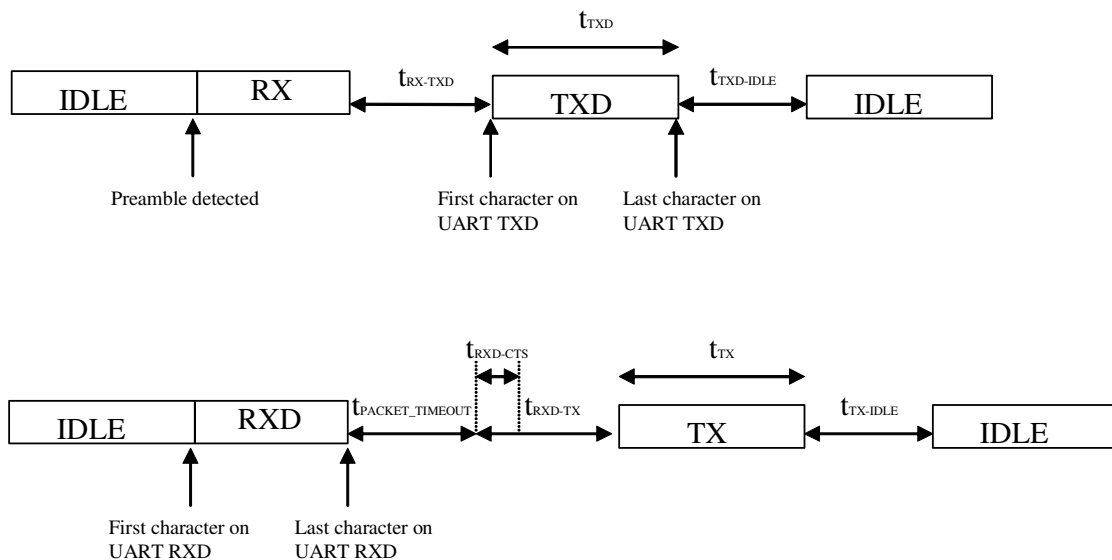 tTXD
IDLE
RX
tRX-TXD
TXD
tTXD-IDLE
IDLE
Preamble detected
First character on
UART TXD
Last character on
UART TXD
tRXD-CTS
tTX
IDLE
RXD
tPACKET_TIMEOUT
tRXD-TX
TX
tTX-IDLE
IDLE
First character on
UART RXD
Last character on
UART RXD